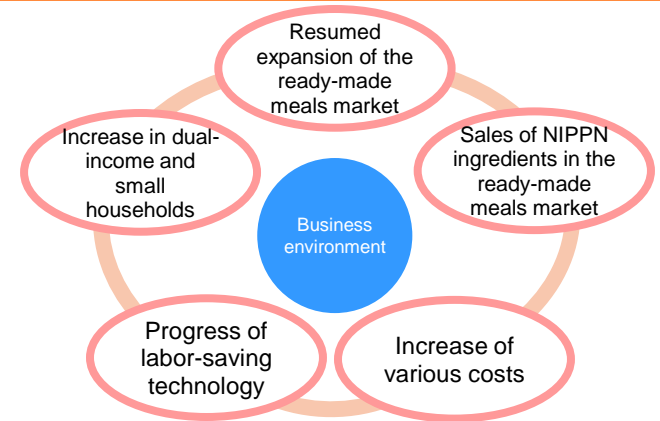 Resumed
expansion of the
ready-made
meals market
Increase in dual-
income and
small
households
Sales of NIPPN
ingredients in the
ready-made
meals market
Business
environment
Progress of
labor-saving
technology
Increase of
various costs